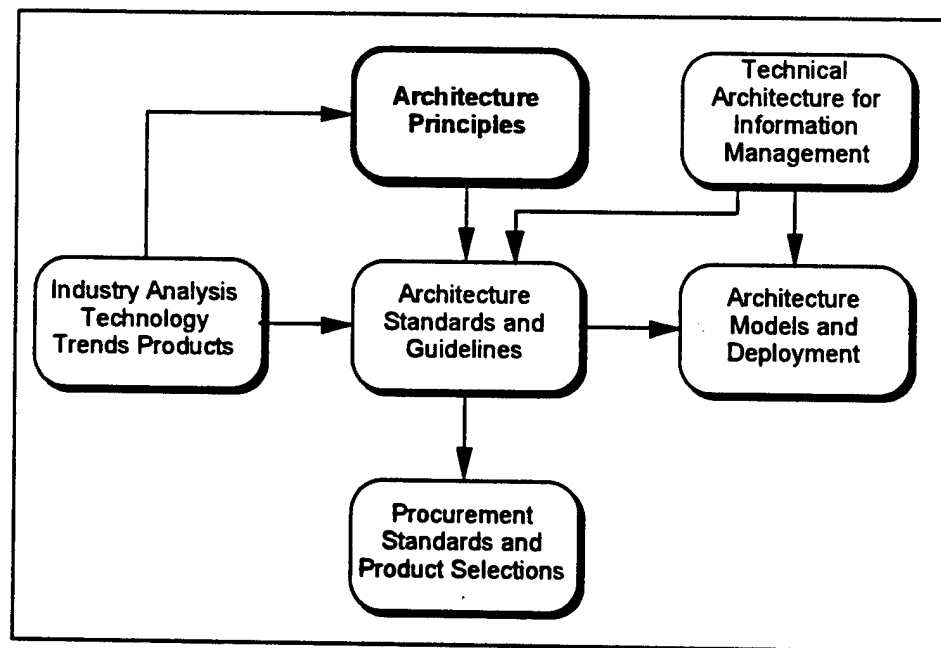 Architecture
Principles
Technical
Architecture for
Information
Management
Industry Analysis
Technology
Trends Products
Architecture
Standards and
Guidelines
Architecture
Models and
Deployment
Procurement
Standards and
Product Selections